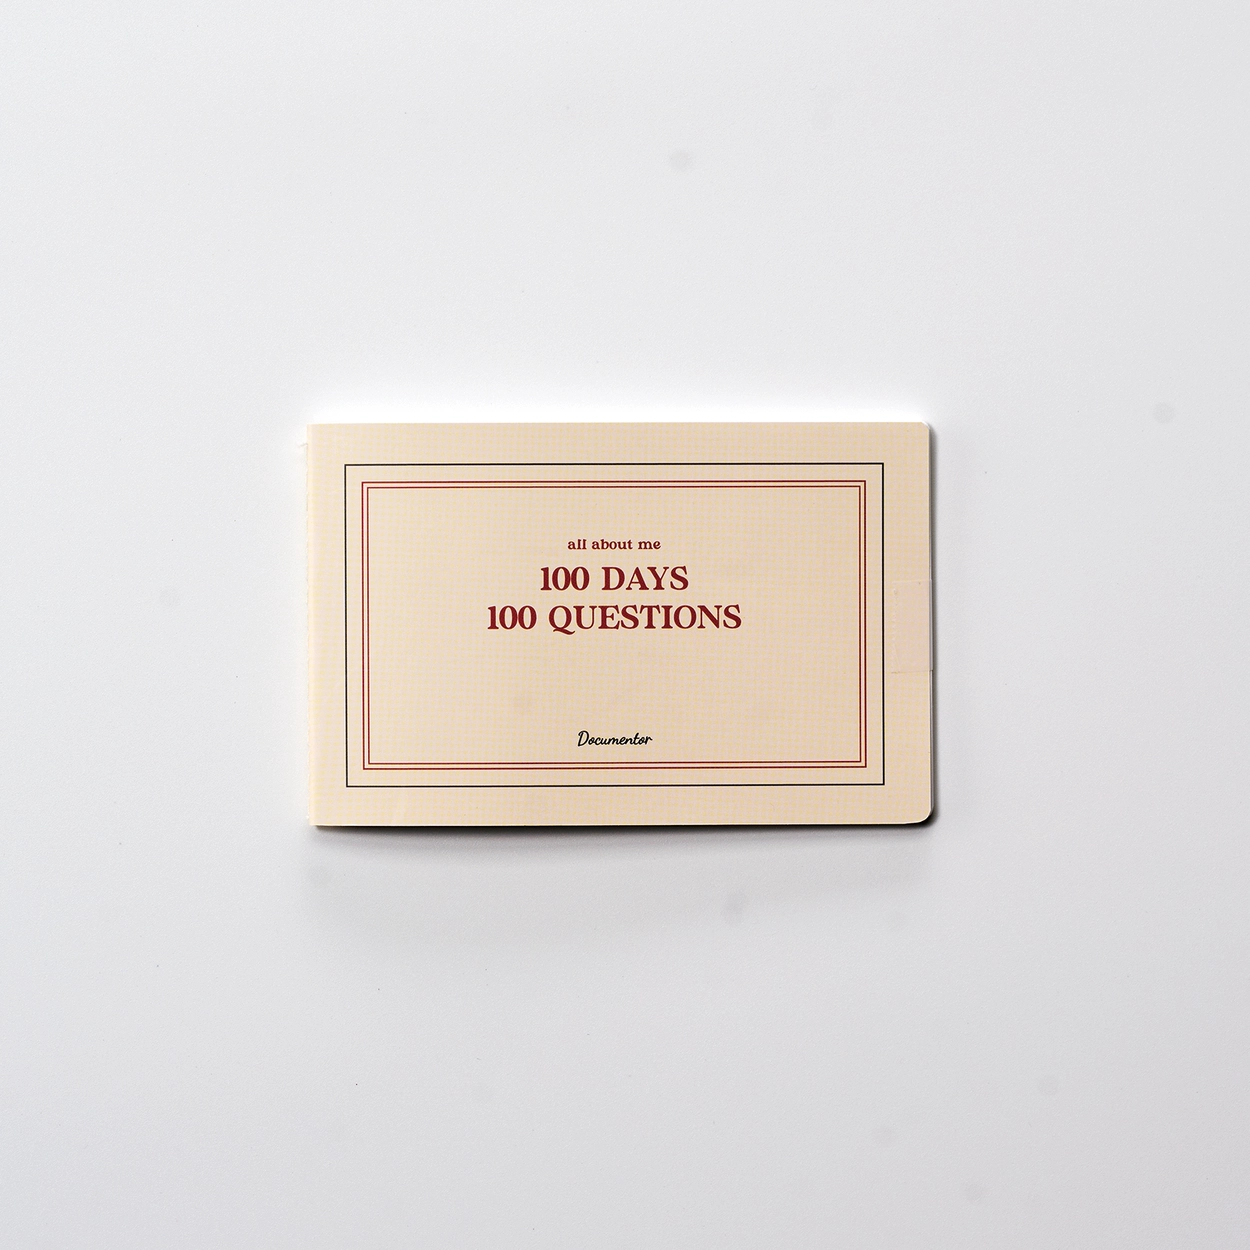 all about me
100 DAYS
100 QUESTIONS
Documentor